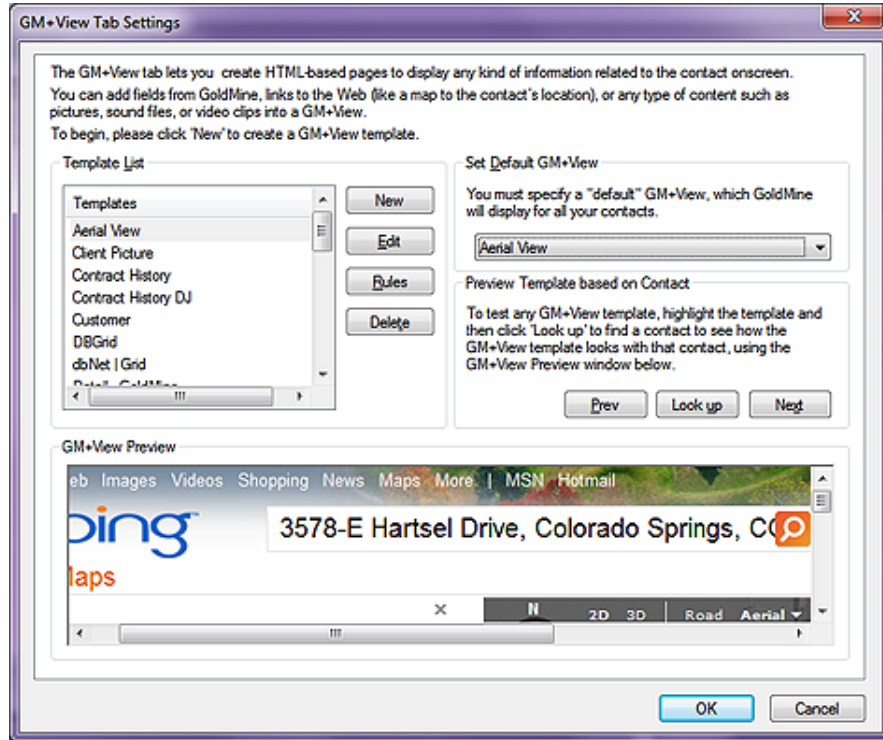 GM+View Tab Settings
The GM+View tab lets you create HTML-based pages to display any kind of information related to the contact onscreen.
You can add fields from GoldMine, links to the Web (like a map to the contact's location), or any type of content such as
pictures, sound files, or video clips into a GM+View.
To begin, please click 'New' to create a GM+View template.
Template List
Templates
Aerial View
Client Picture
Contract History
Contract History DJ
Customer
DBGrid
dbNet | Grid
New
Edit
Rules
Delete
Set Default GM+View
You must specify a "default" GM+View, which GoldMine
will display for all your contacts.
Aerial View
Preview Template based on Contact
To test any GM+View template, highlight the template and
then click 'Look up' to find a contact to see how the
GM+View template looks with that contact, using the
GM+View Preview window below.
Prev
Look up
Next
GM+View Preview
eb Images Videos Shopping News Maps More | MSN Hotmail
bing
3578-E Hartsel Drive, Colorado Springs, CO
laps
N 2D 3D Road Aerial
OK
Cancel